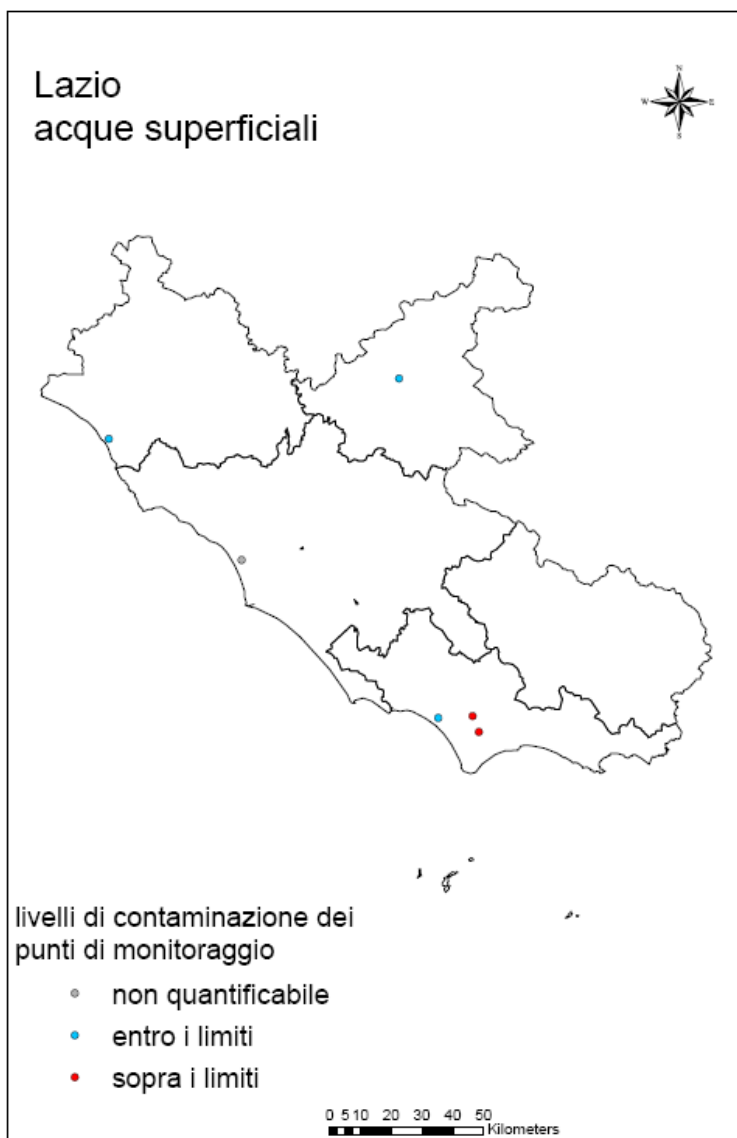 Lazio
acque superficiali
N
W E
S
livelli di contaminazione dei
punti di monitoraggio
non quantificabile
entro i limiti
sopra i limiti
0 5 10 20 30 40 50
Kilometers